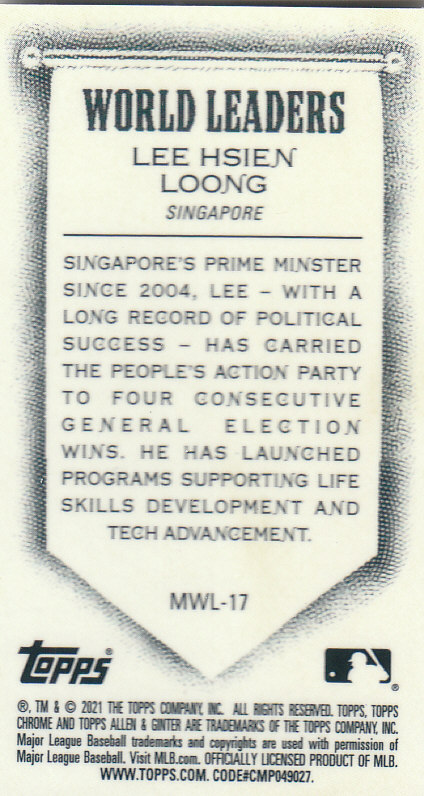 WORLD LEADERS
LEE HSIEN
LOONG
SINGAPORE
SINGAPORE'S PRIME MINSTER
SINCE 2004, LEE – WITH A
LONG RECORD OF POLITICAL
SUCCESS – HAS CARRIED
THE PEOPLE'S ACTION PARTY
TO FOUR CONSECUTIVE
GENERAL ELECTION
WINS. HE HAS LAUNCHED
PROGRAMS SUPPORTING LIFE
SKILLS DEVELOPMENT AND
TECH ADVANCEMENT.
MWL-17
topps®
®
®, TM & © 2021 THE TOPPS COMPANY, INC. ALL RIGHTS RESERVED. TOPPS, TOPPS
CHROME AND TOPPS ALLEN & GINTER ARE TRADEMARKS OF THE TOPPS COMPANY, INC.
Major League Baseball trademarks and copyrights are used with permission of
Major League Baseball. Visit MLB.com. OFFICIALLY LICENSED PRODUCT OF MLB.
WWW.TOPPS.COM. CODE#CMP049027.